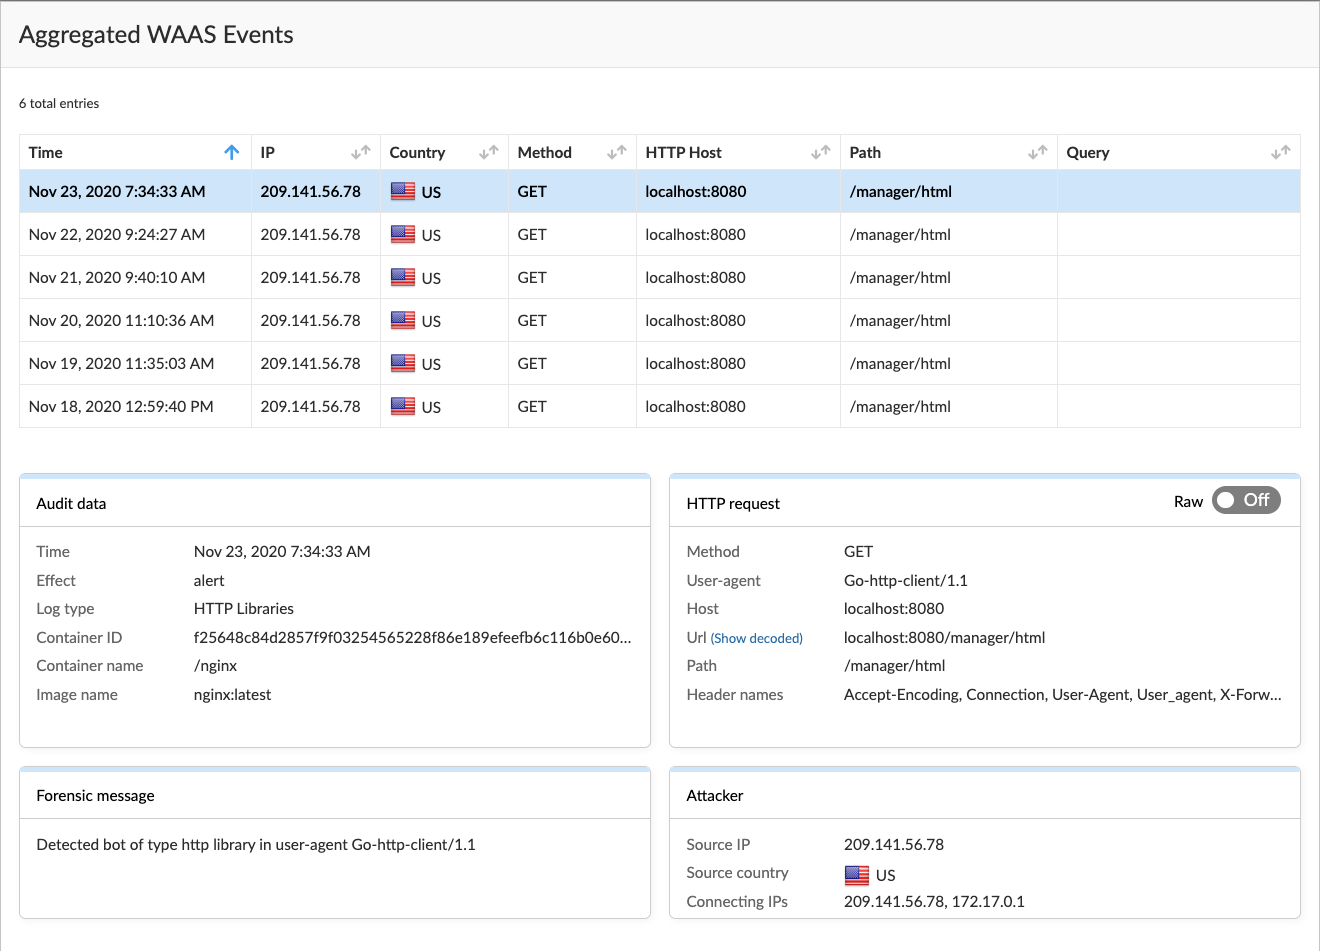 Aggregated WAAS Events
6 total entries
Time IP Country Method HTTP Host Path Query
Nov 23, 2020 7:34:33 AM 209.141.56.78 US GET localhost:8080 /manager/html
Nov 22, 2020 9:24:27 AM 209.141.56.78 US GET localhost:8080 /manager/html
Nov 21, 2020 9:40:10 AM 209.141.56.78 US GET localhost:8080 /manager/html
Nov 20, 2020 11:10:36 AM 209.141.56.78 US GET localhost:8080 /manager/html
Nov 19, 2020 11:35:03 AM 209.141.56.78 US GET localhost:8080 /manager/html
Nov 18, 2020 12:59:40 PM 209.141.56.78 US GET localhost:8080 /manager/html
Audit data
Time Nov 23, 2020 7:34:33 AM
Effect alert
Log type HTTP Libraries
Container ID f25648c84d2857f9f03254565228f86e189efeefb6c116b0e60...
Container name /nginx
Image name nginx:latest
HTTP request Raw Off
Method GET
User-agent Go-http-client/1.1
Host localhost:8080
Url (Show decoded) localhost:8080/manager/html
Path /manager/html
Header names Accept-Encoding, Connection, User-Agent, User_agent, X-Forw...
Forensic message
Detected bot of type http library in user-agent Go-http-client/1.1
Attacker
Source IP 209.141.56.78
Source country US
Connecting IPs 209.141.56.78, 172.17.0.1